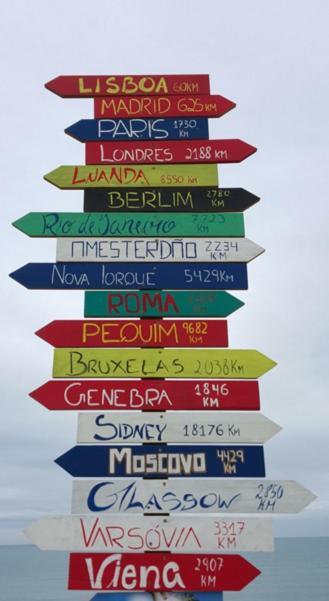 LISBOA 60KM
MADRID 625 KM
PARIS 1730 KM
LONDRES 2188 KM
LUANDA 8550 KM
BERLIM 2780 KM
Rio de Janeiro 7723 KM
AMESTERDÃO 2234 KM
NOVA IORQUE 5429KM
ROMA
PEQUIM 9682 KM
BRUXELAS 2038KM
GENEBRA 1846 KM
SIDNEY 18176 KM
Moscovo 4429 KM
GLASSOW 2850 KM
VARSÓVIA 3317 KM
Viena 2907 KM